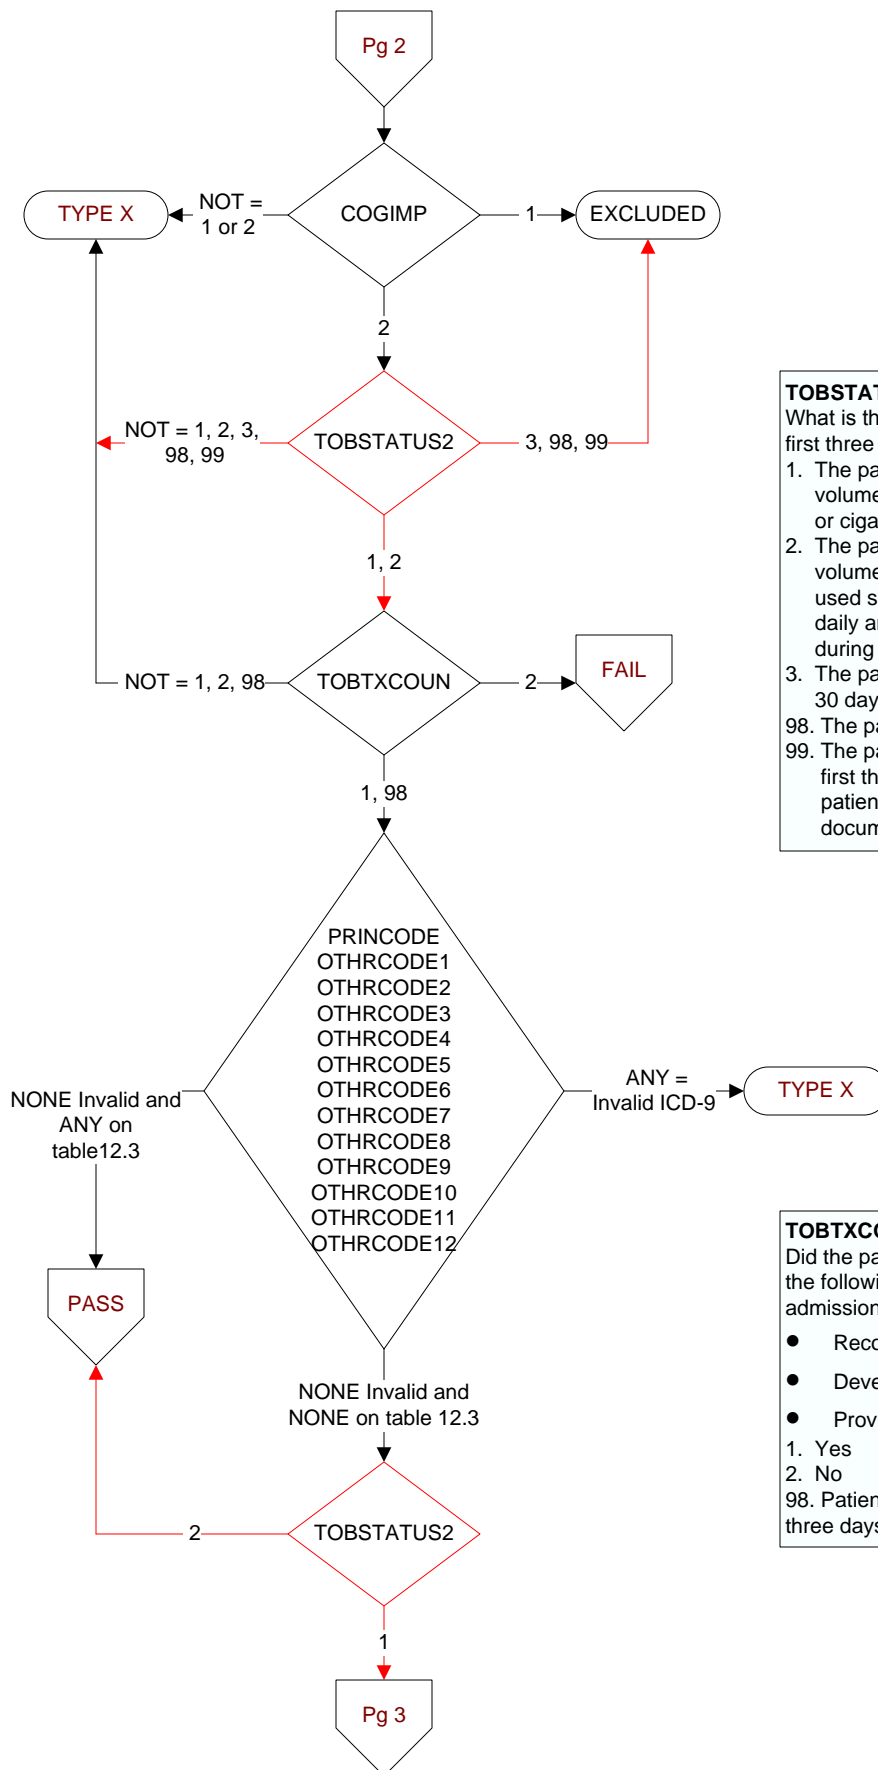 Pg 2
COGIMP
NOT =
1 or 2
TYPE X
1
EXCLUDED
2
TOBSTATUS2
NOT = 1, 2, 3,
98, 99
3, 98, 99
1, 2
TOBTXCOUN
NOT = 1, 2, 98
2
FAIL
1, 98
PRINCODE
OTHRCODE1
OTHRCODE2
OTHRCODE3
OTHRCODE4
OTHRCODE5
OTHRCODE6
OTHRCODE7
OTHRCODE8
OTHRCODE9
OTHRCODE10
OTHRCODE11
OTHRCODE12
NONE Invalid and
ANY on
table12.3
ANY =
Invalid ICD-9
TYPE X
PASS
NONE Invalid and
NONE on table 12.3
TOBSTATUS2
2
1
Pg 3
TOBSTAT
What is th
first three
1. The pa
volume
or ciga
2. The pa
volume
used s
daily a
during
3. The pa
30 day
98. The pa
99. The pa
first th
patien
docum
TOBTXCO
Did the pa
the followi
admission
● Reco
● Deve
● Prov
1. Yes
2. No
98. Patien
three days